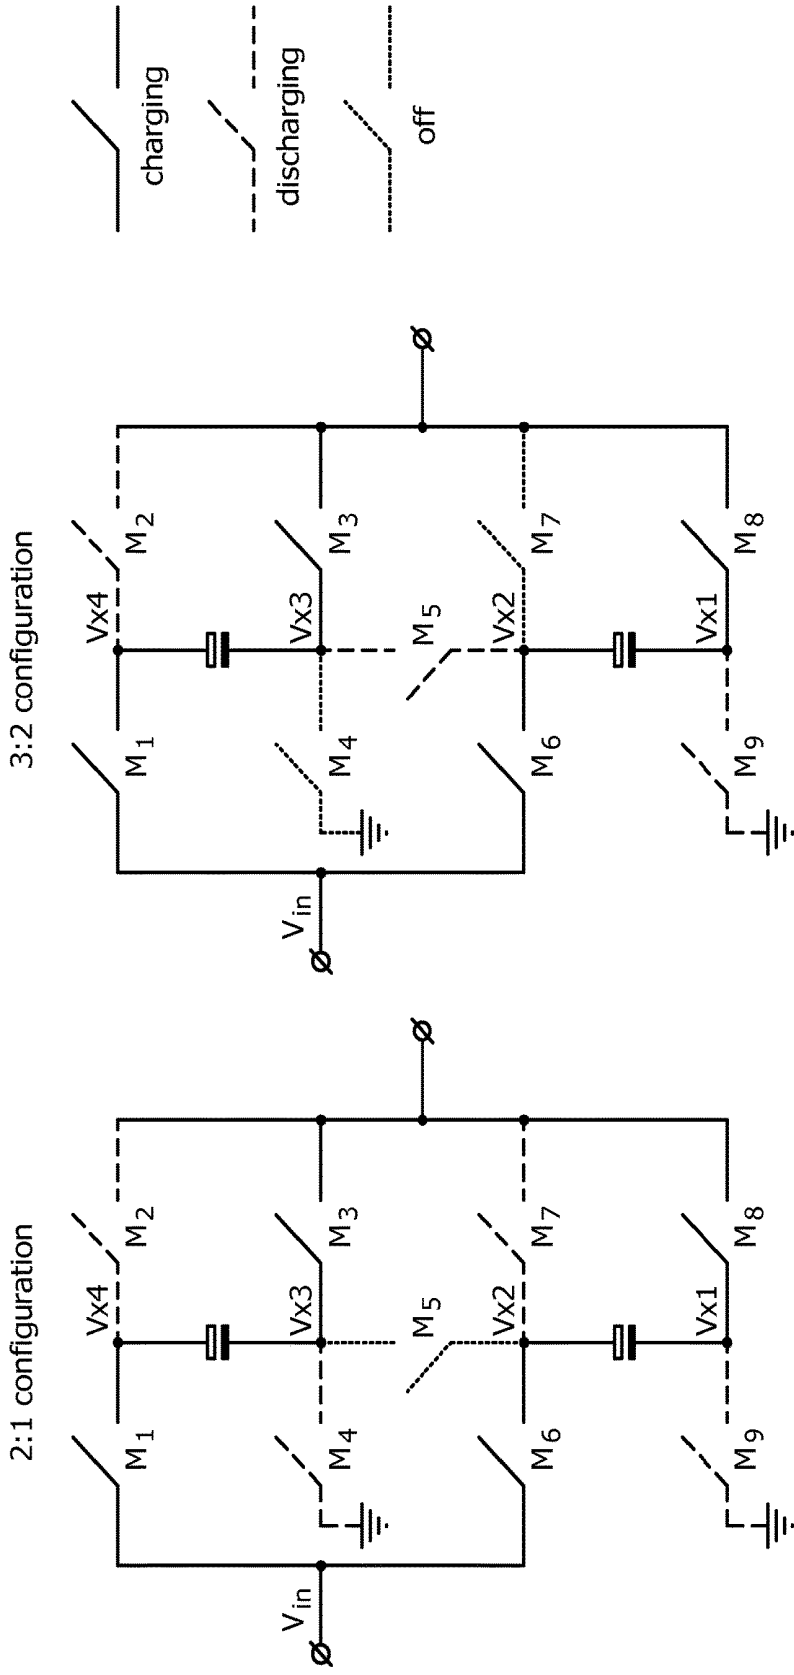 2:1 configuration
V_in
M_1
Vx4
M_2
M_4
Vx3
M_3
M_5
M_6
Vx2
M_7
M_9
Vx1
M_8
3:2 configuration
V_in
M_1
Vx4
M_2
M_4
Vx3
M_3
M_5
M_6
Vx2
M_7
M_9
Vx1
M_8
charging
discharging
off